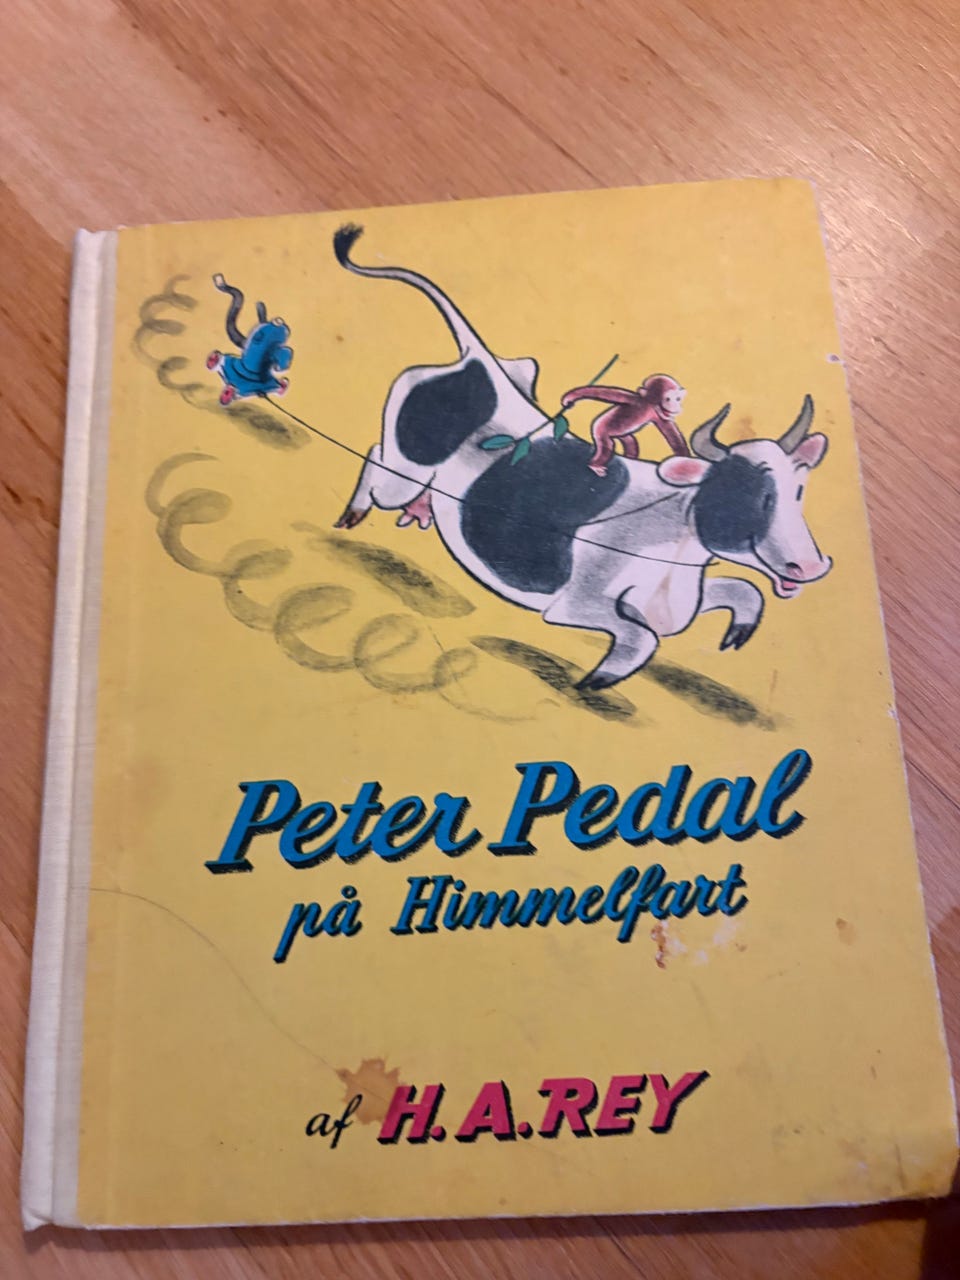 Peter Pedal
på Himmelfart
af H. A. REY